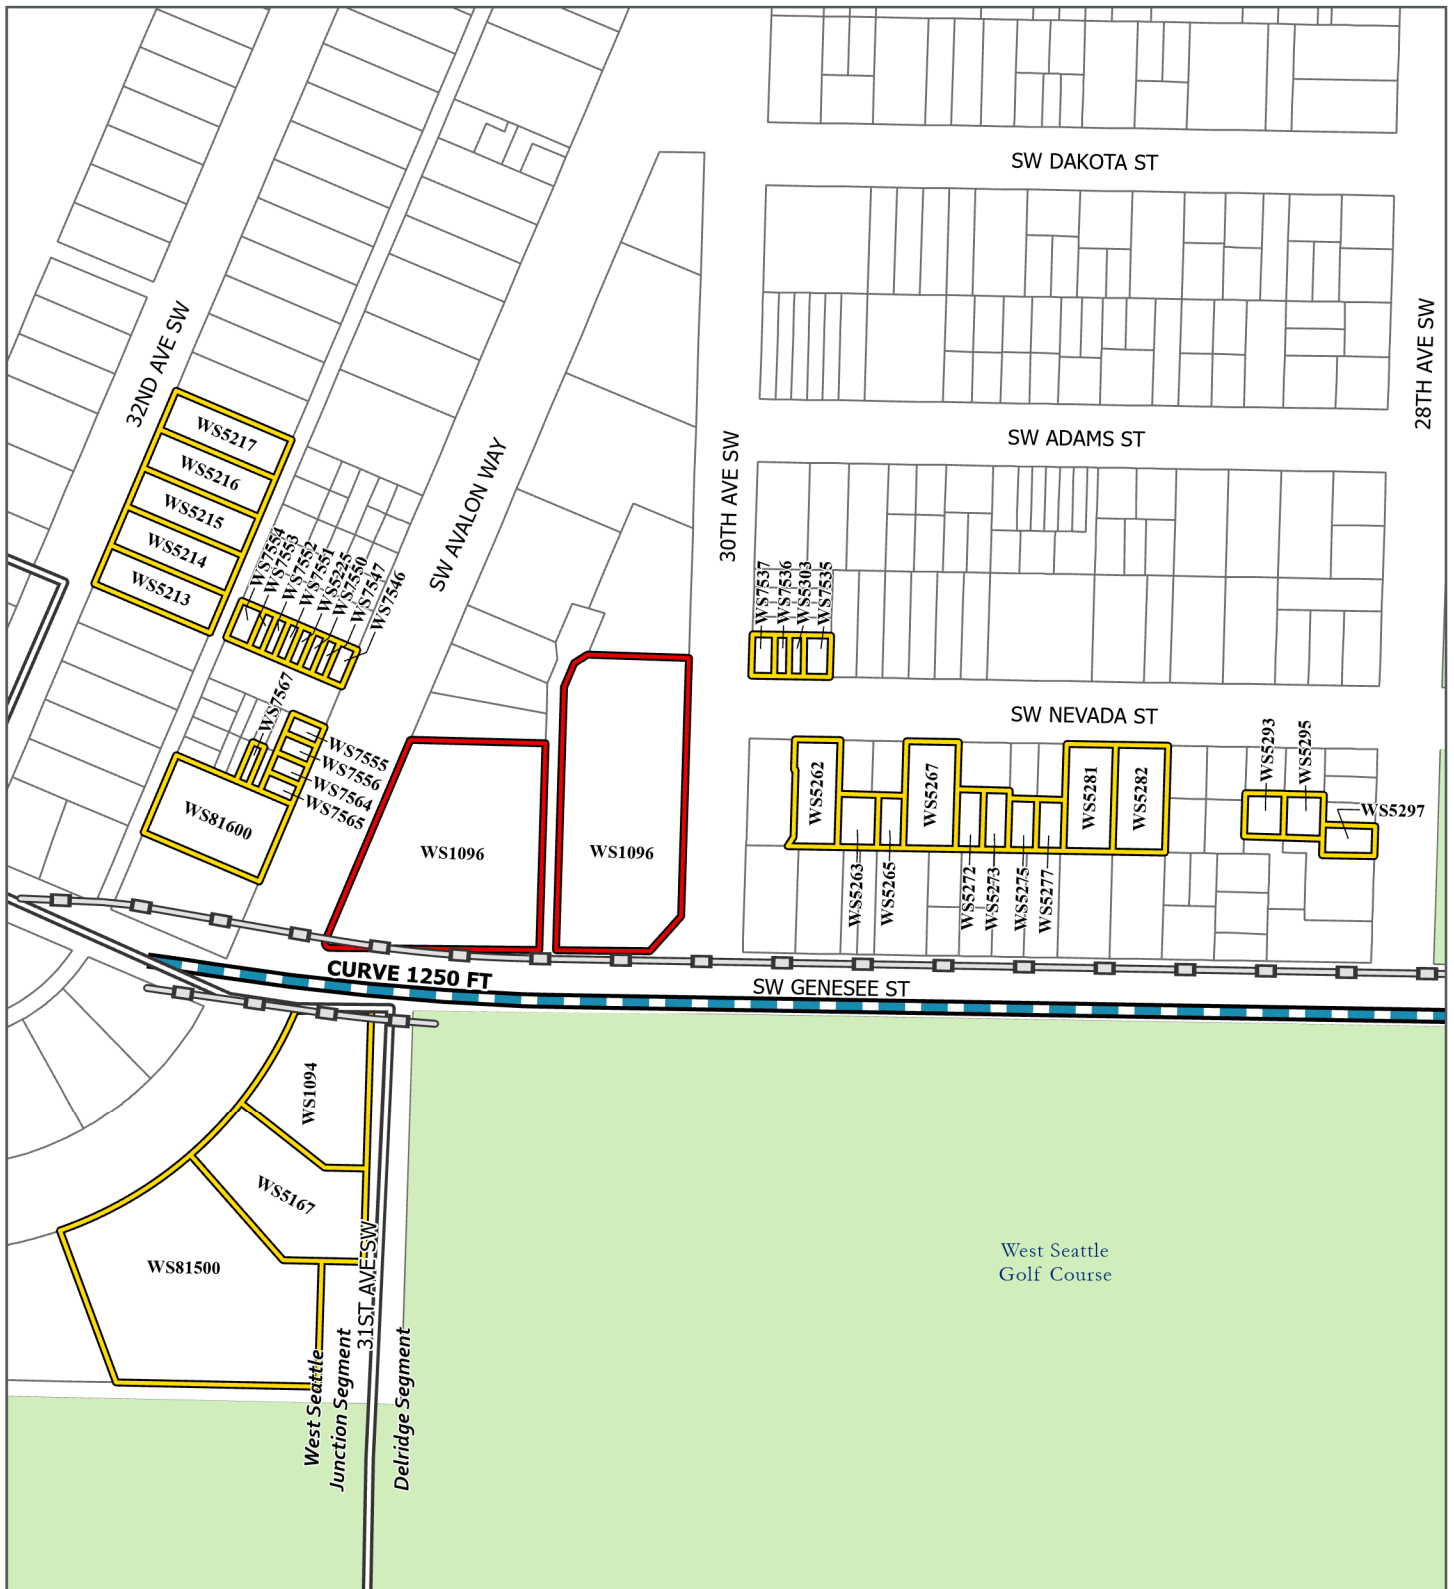 SW DAKOTA ST
32ND AVE SW
28TH AVE SW
SW ADAMS ST
30TH AVE SW
SW AVALON WAY
WS5217
WS5216
WS5215
WS5214
WS5213
WS7554
WS7553
WS7552
WS7551
WS5225
WS7550
WS7547
WS7546
WS7537
WS7536
WS5303
WS7535
SW NEVADA ST
WS7567
WS7555
WS7556
WS7564
WS7565
WS81600
WS1096
WS1096
WS5262
WS5263
WS5265
WS5267
WS5272
WS5273
WS5275
WS5277
WS5281
WS5282
WS5293
WS5295
WS5297
CURVE 1250 FT
SW GENESEE ST
WS1094
WS5167
WS81500
31ST AVE SW
West Seattle
Golf Course
West Seattle
Junction Segment
Delridge Segment